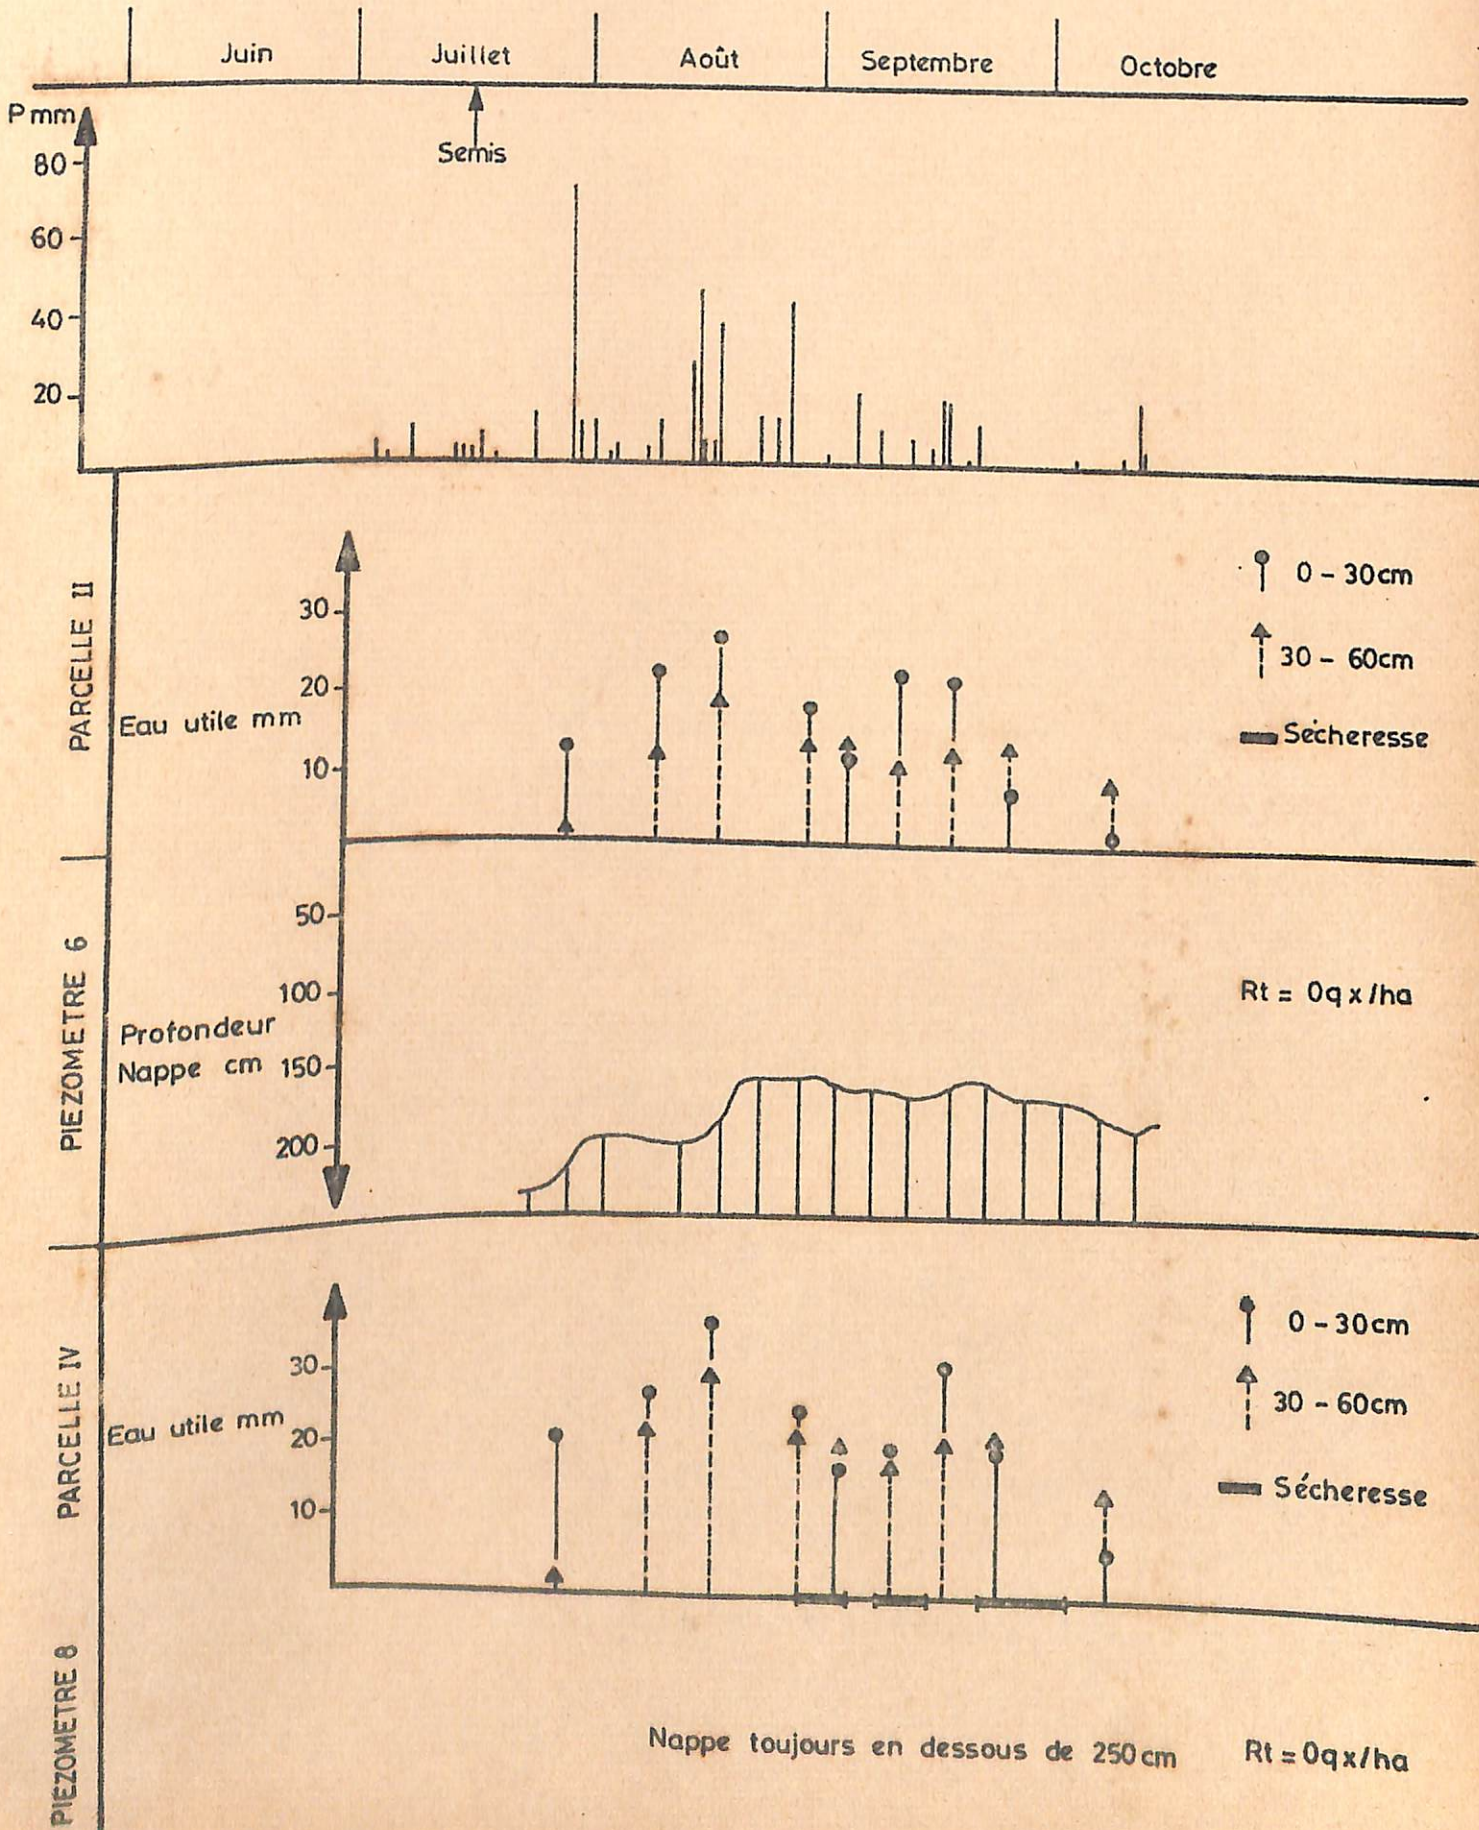 Juin Juillet Août Septembre Octobre
P mm
Semis
80
60
40
20
PARCELLE II
Eau utile mm
30
20
10
0 - 30cm
30 - 60cm
Sécheresse
PIEZOMETRE 6
Profondeur
Nappe cm
50
100
150
200
Rt = 0qx/ha
PARCELLE IV
Eau utile mm
30
20
10
0 - 30cm
30 - 60cm
Sécheresse
PIEZOMETRE 8
Nappe toujours en dessous de 250cm Rt = 0qx/ha